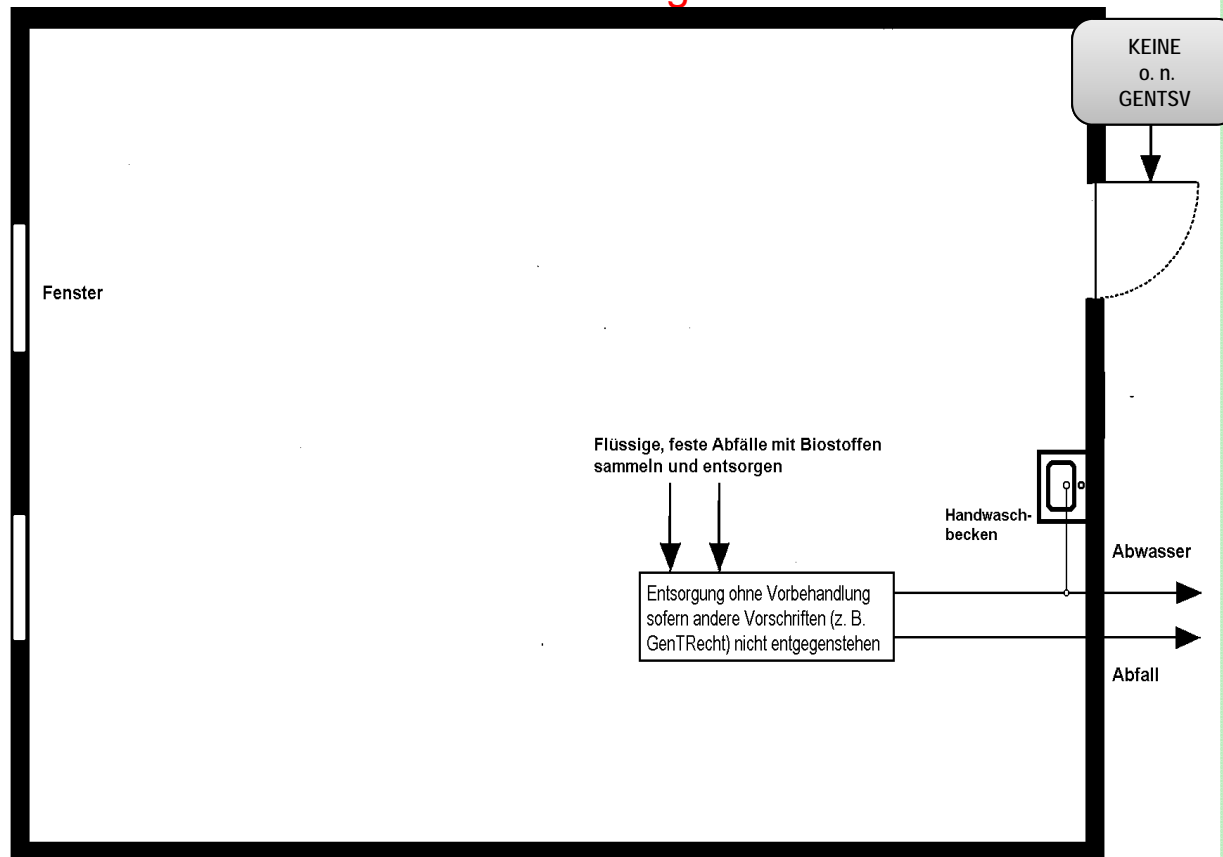 KEINE
o. n.
GENTSV
Fenster
Flüssige, feste Abfälle mit Biostoffen
sammeln und entsorgen
Handwasch-
becken
Abwasser
Entsorgung ohne Vorbehandlung
sofern andere Vorschriften (z. B.
GenTRecht) nicht entgegenstehen
Abfall